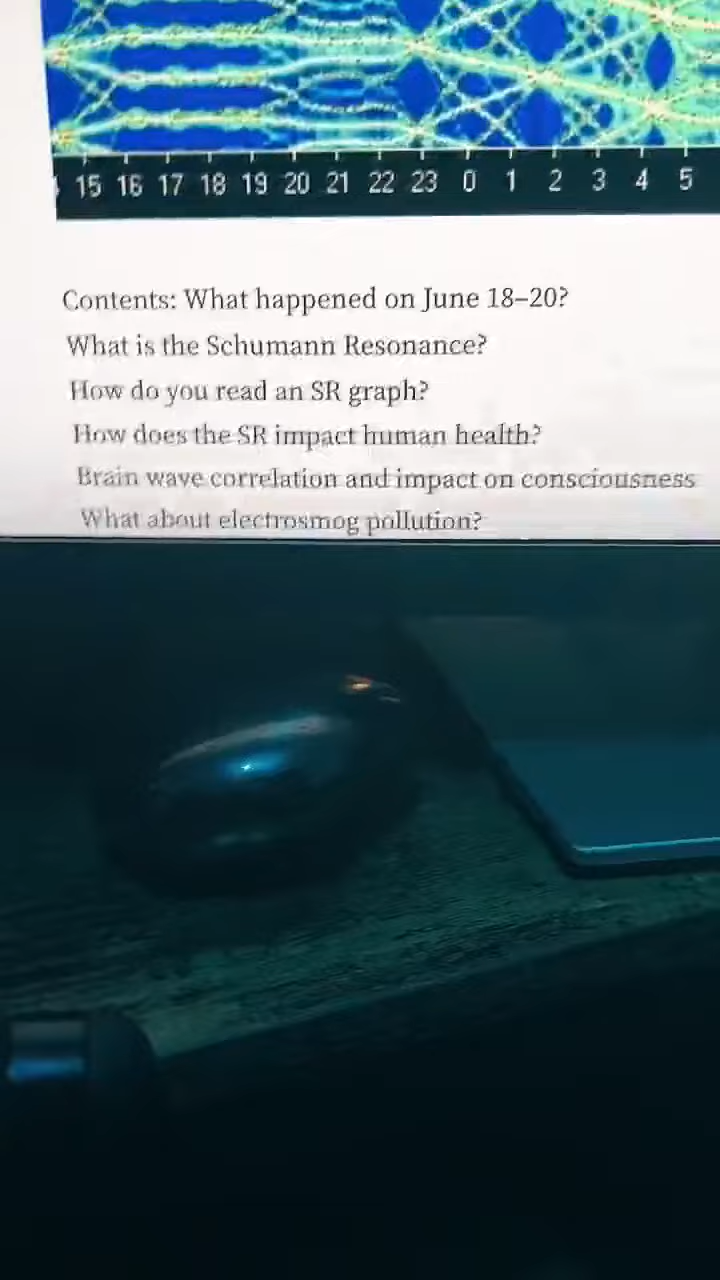 15 16 17 18 19 20 21 22 23 0 1 2 3 4 5
Contents: What happened on June 18–20?
What is the Schumann Resonance?
How do you read an SR graph?
How does the SR impact human health?
Brain wave correlation and impact on consciousness
What about electrosmog pollution?